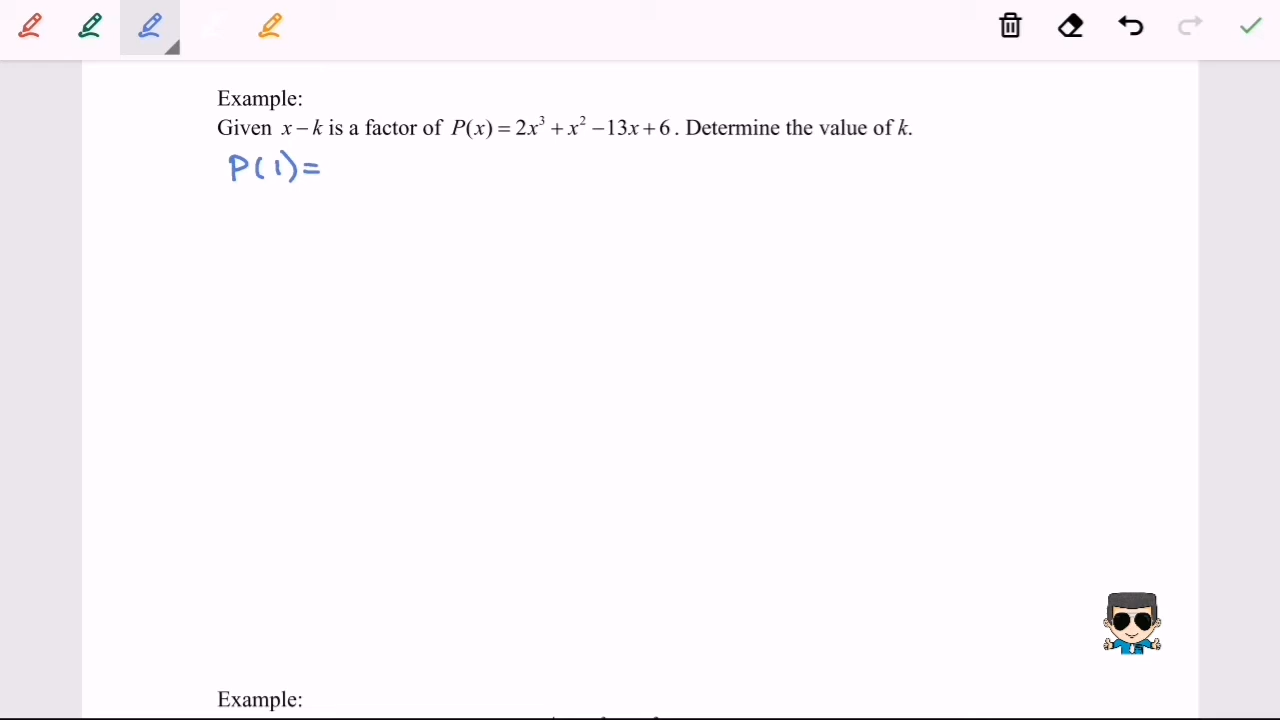 Example:
Given x − k is a factor of P(x) = 2x³ + x² − 13x + 6. Determine the value of k.
P(1) =
Example: